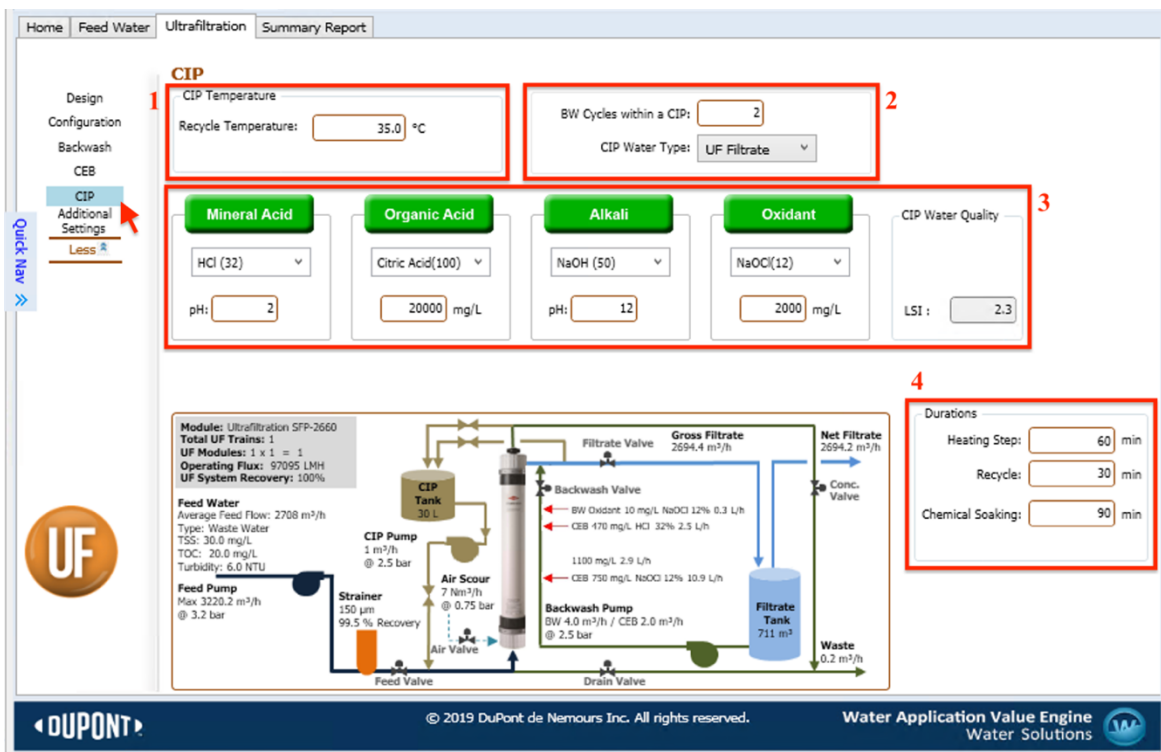 Home Feed Water Ultrafiltration Summary Report
CIP
Design
Configuration
Backwash
CEB
CIP
Additional
Settings
Less
Quick Nav
1
CIP Temperature
Recycle Temperature: 35.0 °C
2
BW Cycles within a CIP: 2
CIP Water Type: UF Filtrate
3
Mineral Acid Organic Acid Alkali Oxidant CIP Water Quality
HCl (32) Citric Acid(100) NaOH (50) NaOCl(12)
pH: 2 20000 mg/L pH: 12 2000 mg/L LSI : 2.3
4
Durations
Heating Step: 60 min
Recycle: 30 min
Chemical Soaking: 90 min
Module: Ultrafiltration SFP-2660
Total UF Trains: 1
UF Modules: 1 x 1 = 1
Operating Flux: 97095 LMH
UF System Recovery: 100%
Feed Water
Average Feed Flow: 2708 m³/h
Type: Waste Water
TSS: 30.0 mg/L
TOC: 20.0 mg/L
Turbidity: 6.0 NTU
Feed Pump
Max 3220.2 m³/h
@ 3.2 bar
Strainer
150 µm
99.5 % Recovery
CIP
Tank
30 L
CIP Pump
1 m³/h
@ 2.5 bar
Air Scour
7 Nm³/h
@ 0.75 bar
Air Valve
Feed Valve
Filtrate Valve
Gross Filtrate
2694.4 m³/h
Net Filtrate
2694.2 m³/h
Backwash Valve
Conc.
Valve
BW Oxidant 10 mg/L NaOCl 12% 0.3 L/h
CEB 470 mg/L HCl 32% 2.5 L/h
1100 mg/L 2.9 L/h
CEB 750 mg/L NaOCl 12% 10.9 L/h
Backwash Pump
BW 4.0 m³/h / CEB 2.0 m³/h
@ 2.5 bar
Filtrate
Tank
711 m³
Waste
0.2 m³/h
Drain Valve
UF
DUPONT
© 2019 DuPont de Nemours Inc. All rights reserved.
Water Application Value Engine
Water Solutions